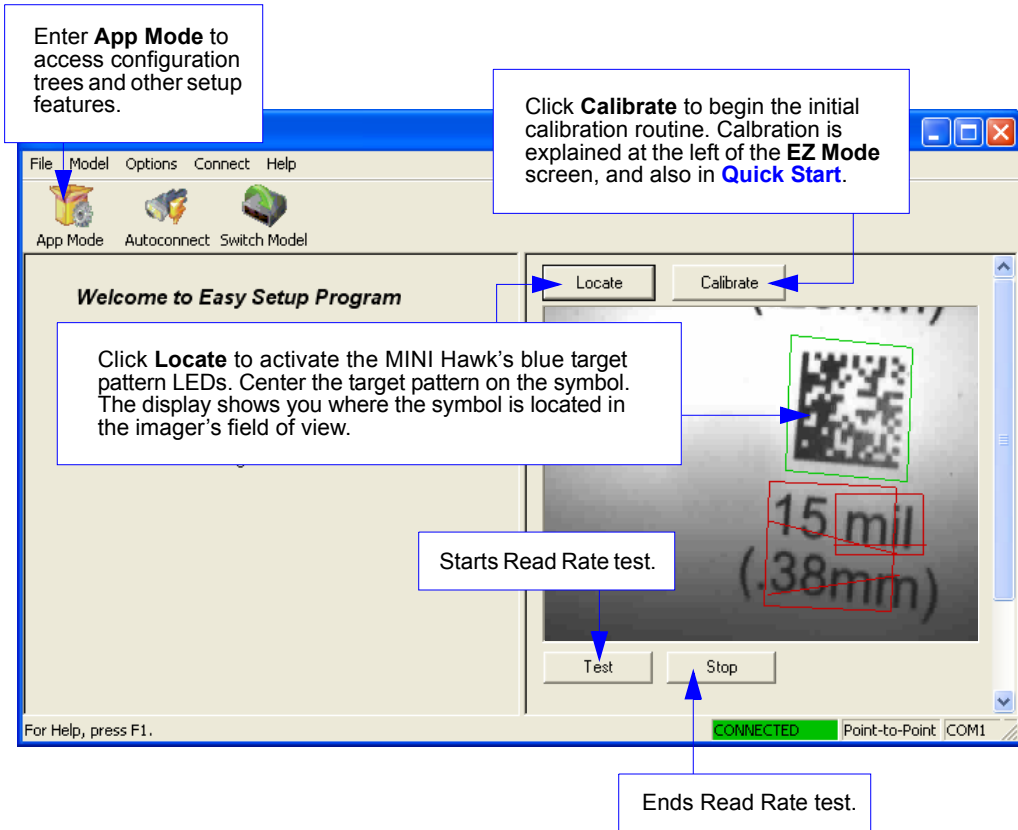 Enter App Mode to
access configuration
trees and other setup
features.
Click Calibrate to begin the initial
calibration routine. Calbration is
explained at the left of the EZ Mode
screen, and also in Quick Start.
File Model Options Connect Help
App Mode Autoconnect Switch Model
Welcome to Easy Setup Program
Locate Calibrate
Click Locate to activate the MINI Hawk's blue target
pattern LEDs. Center the target pattern on the symbol.
The display shows you where the symbol is located in
the imager's field of view.
15 mil
(.38mm)
Starts Read Rate test.
Test Stop
For Help, press F1.
CONNECTED Point-to-Point COM1
Ends Read Rate test.